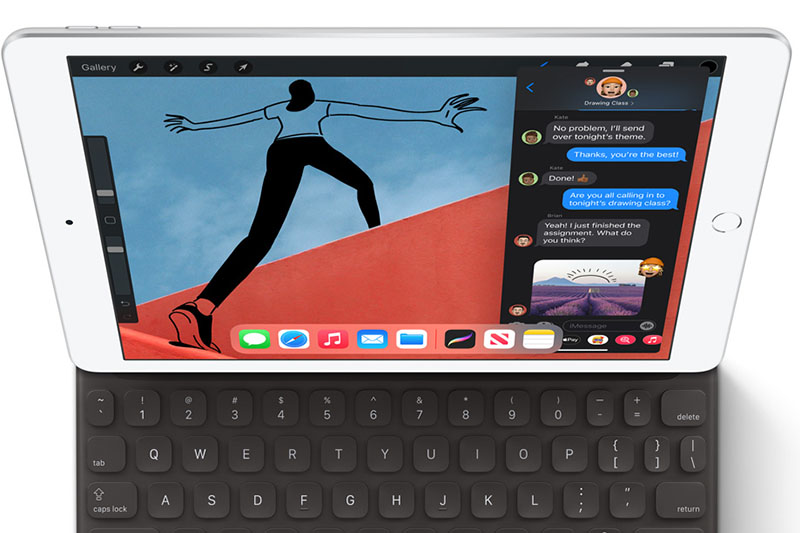 Gallery
Drawing Class >
Kate
No problem, I'll send
over tonight's theme.
Thanks, you're the best!
Kate
Done! 👍🏾
Are you all calling in to
tonight's drawing class?
Brian
Yeah! I just finished the
assignment. What do
you think?
iMessage
Pay
~ ! @ # $ % ^ & * ( ) _ +
` 1 2 3 4 5 6 7 8 9 0 - = delete
tab Q W E R T Y U I O P { [ } ] | \
caps lock A S D F G H J K L : ; " ' return